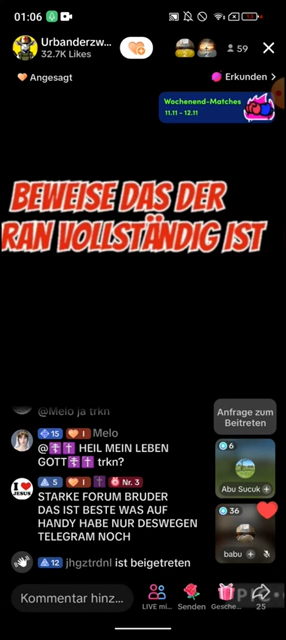 01:06
Urbanderzw...
32.7K Likes
59
Angesagt
Erkunden
Wochenend-Matches
11.11 - 12.11
BEWEISE DAS DER
RAN VOLLSTÄNDIG IST
@Melo ja trkn
15 1 Melo
@☦️✝️ HEIL MEIN LEBEN
GOTT☦️✝️ trkn?
I ❤ JESUS
5 1 Nr. 3
STARKE FORUM BRUDER
DAS IST BESTE WAS AUF
HANDY HABE NUR DESWEGEN
TELEGRAM NOCH
12 jhgztrdnl ist beigetreten
Anfrage zum
Beitreten
6
Abu Sucuk
36
babu
Kommentar hinz...
LIVE mi...
Senden
Gesche...
25